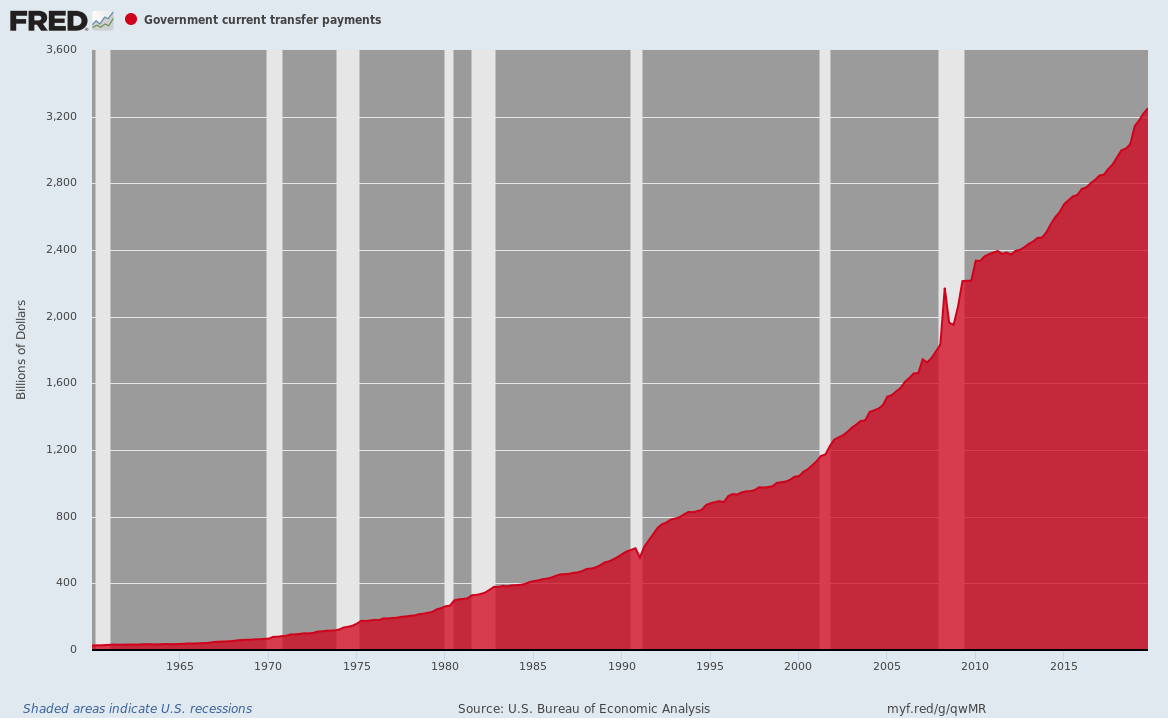 FRED
Government current transfer payments
3,600
3,200
2,800
2,400
2,000
1,600
1,200
800
400
0
Billions of Dollars
1965 1970 1975 1980 1985 1990 1995 2000 2005 2010 2015
Shaded areas indicate U.S. recessions Source: U.S. Bureau of Economic Analysis myf.red/g/qwMR